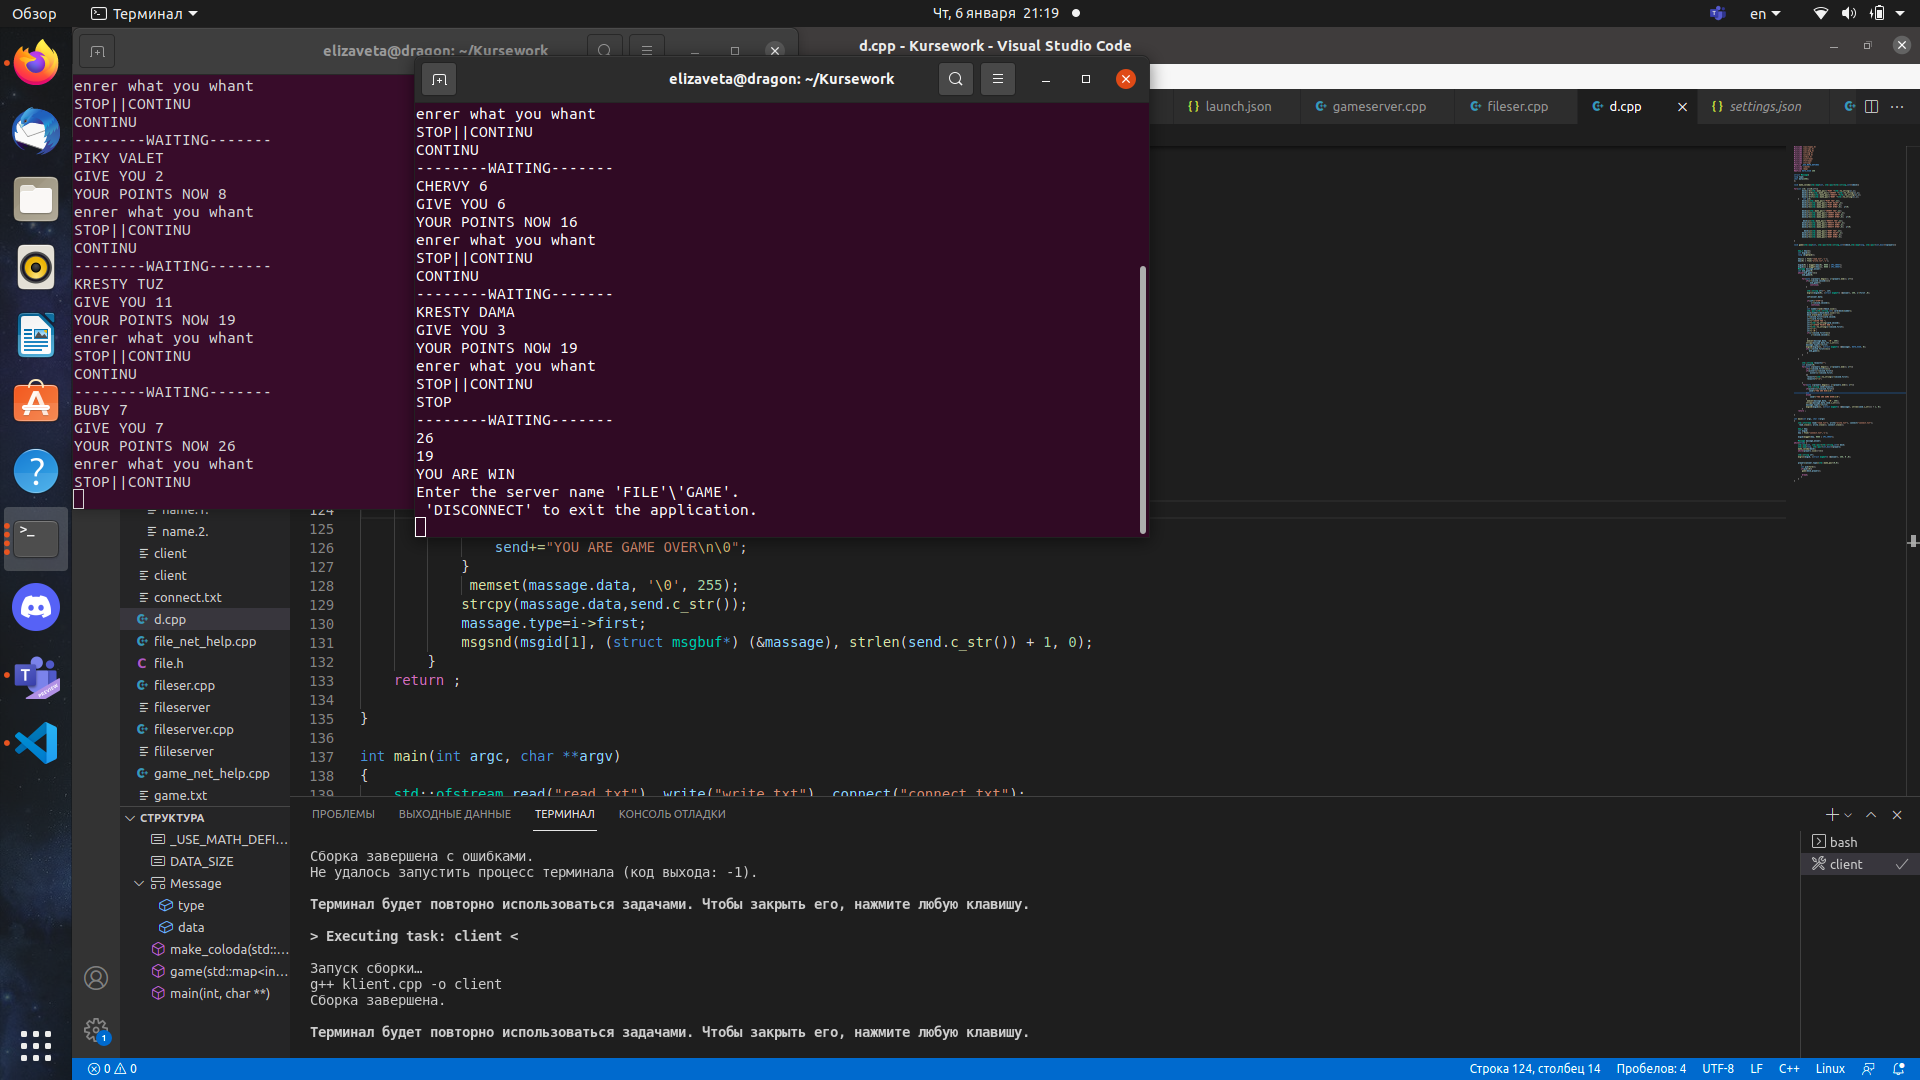 Обзор
Терминал
Чт, 6 января 21:19
en
elizaveta@dragon: ~/Kursework
d.cpp - Kursework - Visual Studio Code
enrer what you whant
STOP||CONTINU
CONTINU
--------WAITING-------
PIKY VALET
GIVE YOU 2
YOUR POINTS NOW 8
enrer what you whant
STOP||CONTINU
CONTINU
--------WAITING-------
KRESTY TUZ
GIVE YOU 11
YOUR POINTS NOW 19
enrer what you whant
STOP||CONTINU
CONTINU
--------WAITING-------
BUBY 7
GIVE YOU 7
YOUR POINTS NOW 26
enrer what you whant
STOP||CONTINU
elizaveta@dragon: ~/Kursework
enrer what you whant
STOP||CONTINU
CONTINU
--------WAITING-------
CHERVY 6
GIVE YOU 6
YOUR POINTS NOW 16
enrer what you whant
STOP||CONTINU
CONTINU
--------WAITING-------
KRESTY DAMA
GIVE YOU 3
YOUR POINTS NOW 19
enrer what you whant
STOP||CONTINU
STOP
--------WAITING-------
26
19
YOU ARE WIN
Enter the server name 'FILE'\'GAME'.
'DISCONNECT' to exit the application.
launch.json
gameserver.cpp
fileser.cpp
d.cpp
settings.json
name.1.
name.2.
client
client
connect.txt
d.cpp
file_net_help.cpp
file.h
fileser.cpp
fileserver
fileserver.cpp
flileserver
game_net_help.cpp
game.txt
СТРУКТУРА
_USE_MATH_DEFI...
DATA_SIZE
Message
type
data
make_coloda(std::...
game(std::map<in...
main(int, char **)
124
125
126 send+="YOU ARE GAME OVER\n\0";
127 }
128 memset(massage.data, '\0', 255);
129 strcpy(massage.data,send.c_str());
130 massage.type=i->first;
131 msgsnd(msgid[1], (struct msgbuf*) (&massage), strlen(send.c_str()) + 1, 0);
132 }
133 return ;
134
135 }
136
137 int main(int argc, char **argv)
138 {
139 std::ofstream read("read.txt"), write("write.txt"), connect("connect.txt");
ПРОБЛЕМЫ
ВЫХОДНЫЕ ДАННЫЕ
ТЕРМИНАЛ
КОНСОЛЬ ОТЛАДКИ
Сборка завершена с ошибками.
Не удалось запустить процесс терминала (код выхода: -1).
Терминал будет повторно использоваться задачами. Чтобы закрыть его, нажмите любую клавишу.
> Executing task: client <
Запуск сборки…
g++ klient.cpp -o client
Сборка завершена.
Терминал будет повторно использоваться задачами. Чтобы закрыть его, нажмите любую клавишу.
bash
client
1
0 0
Строка 124, столбец 14
Пробелов: 4
UTF-8
LF
C++
Linux